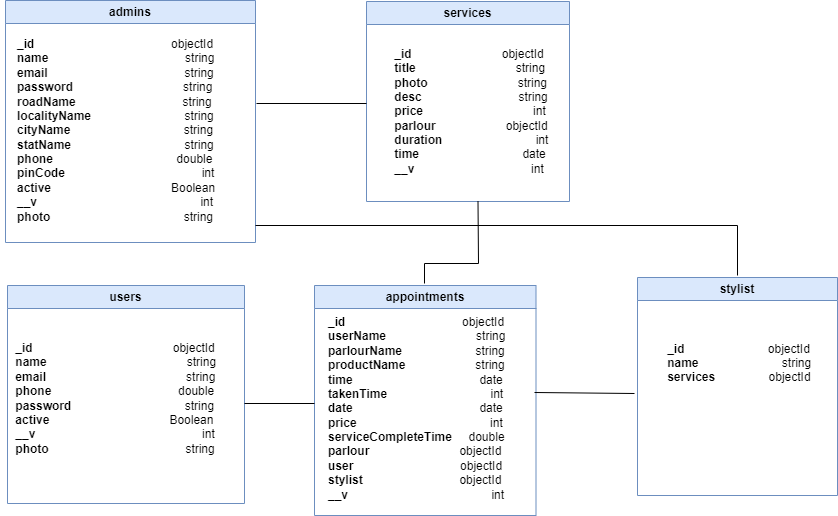 admins
_id objectId
name string
email string
password string
roadName string
localityName string
cityName string
statName string
phone double
pinCode int
active Boolean
__v int
photo string
services
_id objectId
title string
photo string
desc string
price int
parlour objectId
duration int
time date
__v int
users
_id objectId
name string
email string
phone double
password string
active Boolean
__v int
photo string
appointments
_id objectId
userName string
parlourName string
productName string
time date
takenTime int
date date
price int
serviceCompleteTime double
parlour objectId
user objectId
stylist objectId
__v int
stylist
_id objectId
name string
services objectId